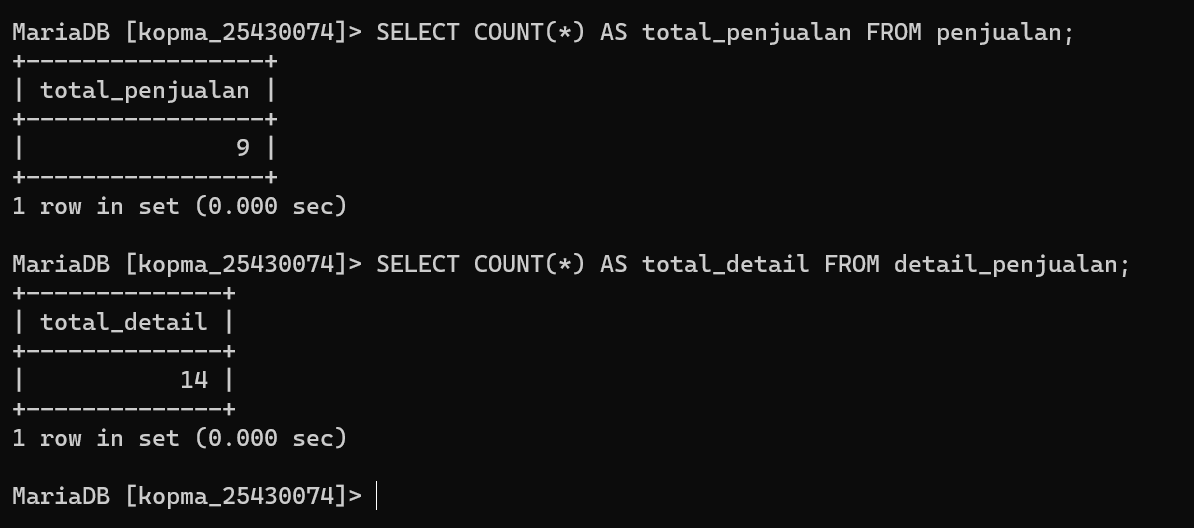 MariaDB [kopma_25430074]> SELECT COUNT(*) AS total_penjualan FROM penjualan;
+-----------------+
| total_penjualan |
+-----------------+
|               9 |
+-----------------+
1 row in set (0.000 sec)

MariaDB [kopma_25430074]> SELECT COUNT(*) AS total_detail FROM detail_penjualan;
+--------------+
| total_detail |
+--------------+
|           14 |
+--------------+
1 row in set (0.000 sec)

MariaDB [kopma_25430074]>